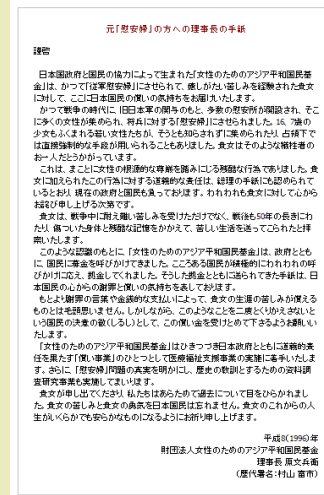 元「慰安婦」の方への理事長の手紙
謹啓
日本国政府と国民の協力によって生まれた「女性のためのアジア平和国民基
金」は、かつて「従軍慰安婦」にさせられて、癒しがたい苦しみを経験された貴女
に対して、ここに日本国民の償いの気持ちをお届けいたします。
かつて戦争の時代に、旧日本軍の関与のもと、多数の慰安所が開設され、そこ
に多くの女性が集められ、将兵に対する「慰安婦」にさせられました。16、7歳の
少女もふくまれる若い女性たちが、そうとも知らされずに集められたり、占領下で
は直接強制的な手段が用いられることもありました。貴女はそのような犠牲者の
お一人だとうかがっています。
これは、まことに女性の根源的な尊厳を踏みにじる残酷な行為でありました。貴
女に加えられたこの行為に対する道義的な責任は、総理の手紙にも認められて
いるとおり、現在の政府と国民も負っております。われわれも貴女に対して心から
お詫び申し上げる次第です。
貴女は、戦争中に耐え難い苦しみを受けただけでなく、戦後も50年の長きにわ
たり、傷ついた身体と残酷な記憶をかかえて、苦しい生活を送ってこられたと拝
察いたします。
このような認識のもとに、「女性のためのアジア平和国民基金」は、政府ととも
に、国民に募金を呼びかけてきました。こころある国民が積極的にわれわれの呼
びかけに応え、拠金してくれました。そうした拠金とともに送られてきた手紙は、日
本国民の心からの謝罪と償いの気持ちを表しております。
もとより謝罪の言葉や金銭的な支払いによって、貴女の生涯の苦しみが償える
ものとは毛頭思いません。しかしながら、このようなことを二度とくりかえさないと
いう国民の決意の徴(しるし)として、この償い金を受けとめて下さるようお願いい
たします。
「女性のためのアジア平和国民基金」はひきつづき日本政府とともに道義的責
任を果たす「償い事業」のひとつとして医療福祉支援事業の実施に着手いたしま
す。さらに、「慰安婦」問題の真実を明らかにし、歴史の教訓とするための資料調
査研究事業も実施してまいります。
貴女が申し出てくださり、私たちはあらためて過去について目をひらかれまし
た。貴女の苦しみと貴女の勇気を日本国民は忘れません。貴女のこれからの人
生がいくらかでも安らかなものになるようにお祈り申し上げます。
平成8(1996)年
財団法人女性のためのアジア平和国民基金
理事長 原文兵衛
(歴代署名:村山 富市)